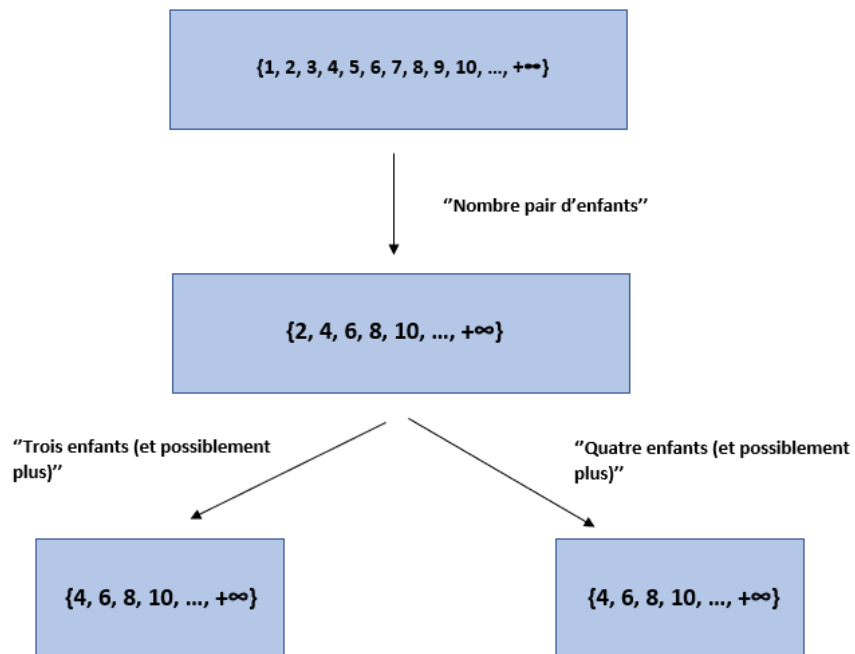 {1, 2, 3, 4, 5, 6, 7, 8, 9, 10, …, +∞}
‘’Nombre pair d’enfants’’
{2, 4, 6, 8, 10, …, +∞}
‘’Trois enfants (et possiblement
plus)’’
‘’Quatre enfants (et possiblement
plus)’’
{4, 6, 8, 10, …, +∞}
{4, 6, 8, 10, …, +∞}